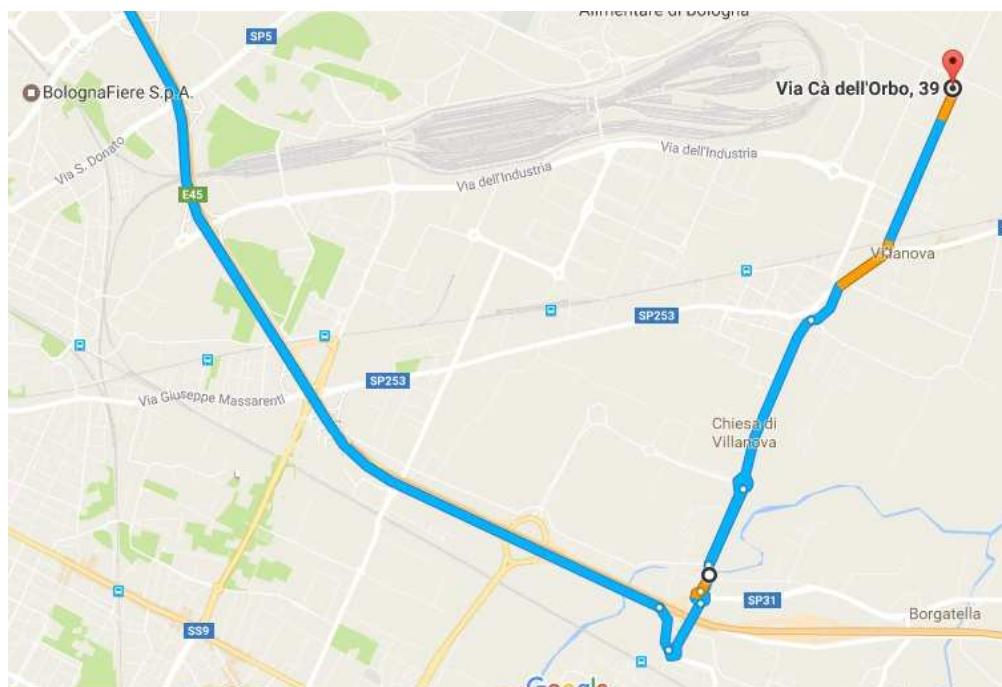 Alimentare di Bologna
SP5
BolognaFiere S.p.A.
Via Cà dell'Orbo, 39
Via S. Donato
Via dell'Industria
Via dell'Industria
E45
Villanova
SP253
SP253
Via Giuseppe Massarenti
Chiesa di
Villanova
SP31
Borgatella
SS9
Google